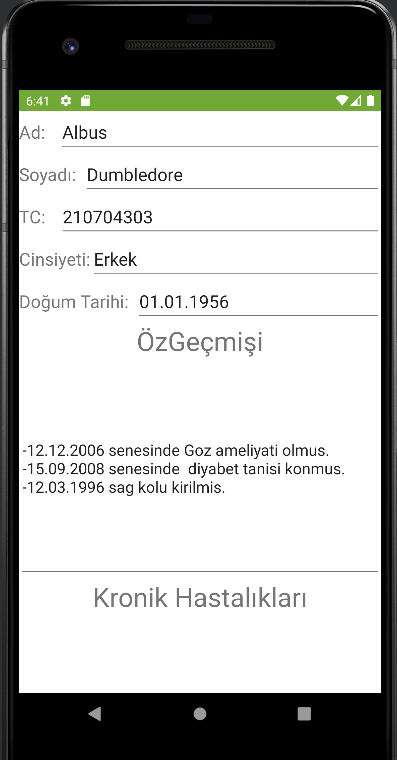 6:41
Ad: Albus
Soyadı: Dumbledore
TC: 210704303
Cinsiyeti: Erkek
Doğum Tarihi: 01.01.1956
ÖzGeçmişi
-12.12.2006 senesinde Goz ameliyati olmus.
-15.09.2008 senesinde  diyabet tanisi konmus.
-12.03.1996 sag kolu kirilmis.
Kronik Hastalıkları